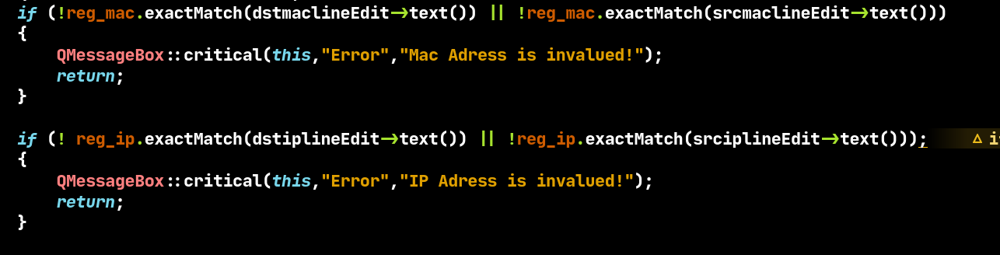 if (!reg_mac.exactMatch(dstmaclineEdit->text()) || !reg_mac.exactMatch(srcmaclineEdit->text()))
{
QMessageBox::critical(this,"Error","Mac Adress is invalued!");
return;
}
if (! reg_ip.exactMatch(dstiplineEdit->text()) || !reg_ip.exactMatch(srciplineEdit->text()));
{
QMessageBox::critical(this,"Error","IP Adress is invalued!");
return;
}